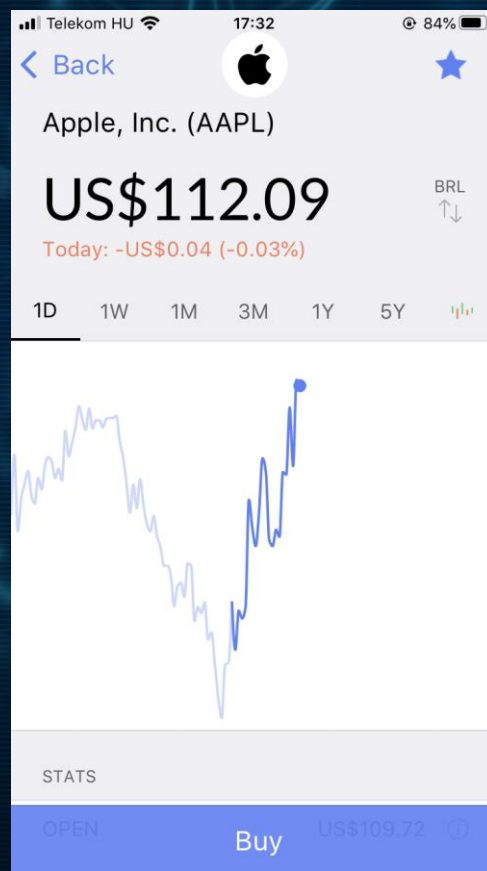 Telekom HU 17:32 84%
Back
Apple, Inc. (AAPL)
US$112.09 BRL
Today: -US$0.04 (-0.03%)
1D 1W 1M 3M 1Y 5Y
STATS
OPEN US$109.72
Buy